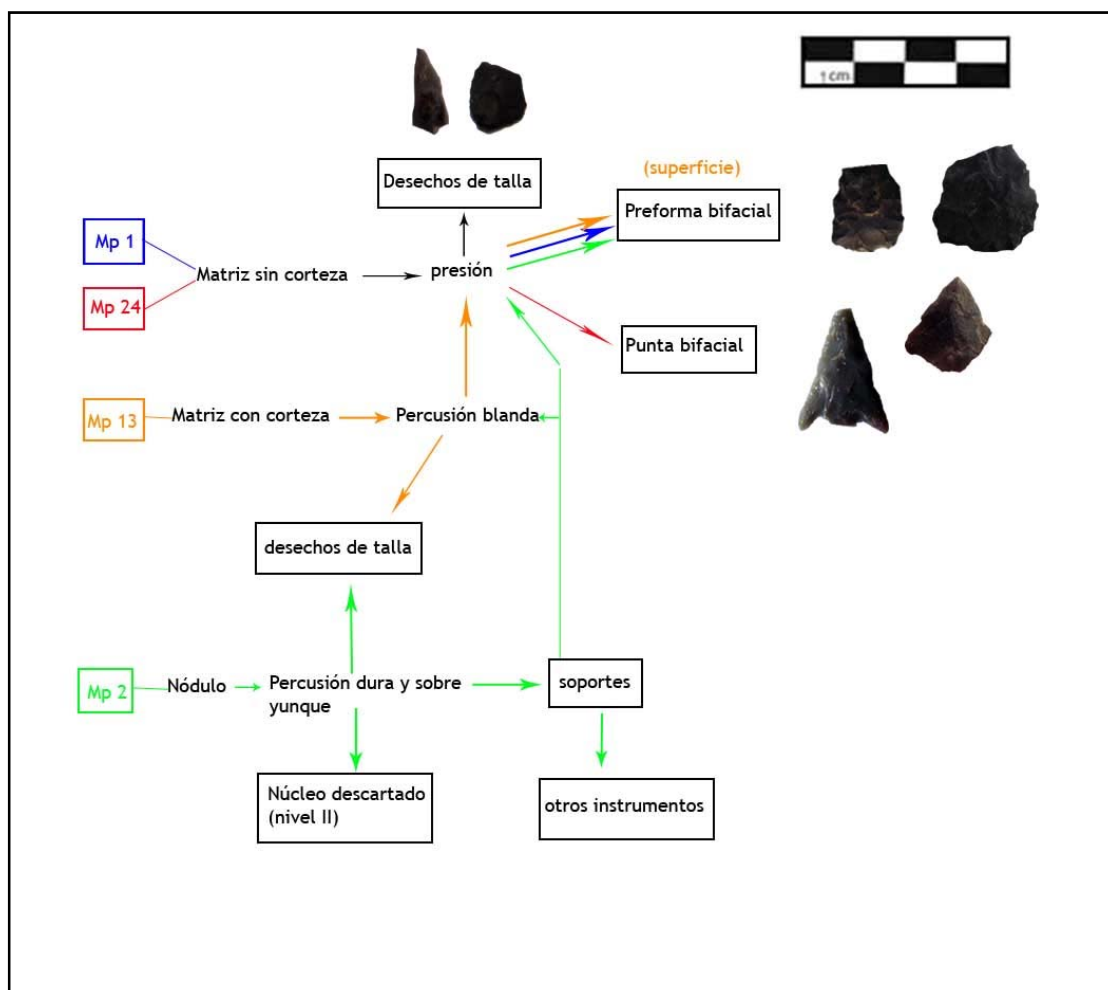 1 cm
Desechos de talla
(superficie)
Preforma bifacial
Mp 1
Matriz sin corteza
presión
Mp 24
Punta bifacial
Mp 13
Matriz con corteza
Percusión blanda
desechos de talla
Mp 2
Nódulo
Percusión dura y sobre
yunque
soportes
Núcleo descartado
(nivel II)
otros instrumentos